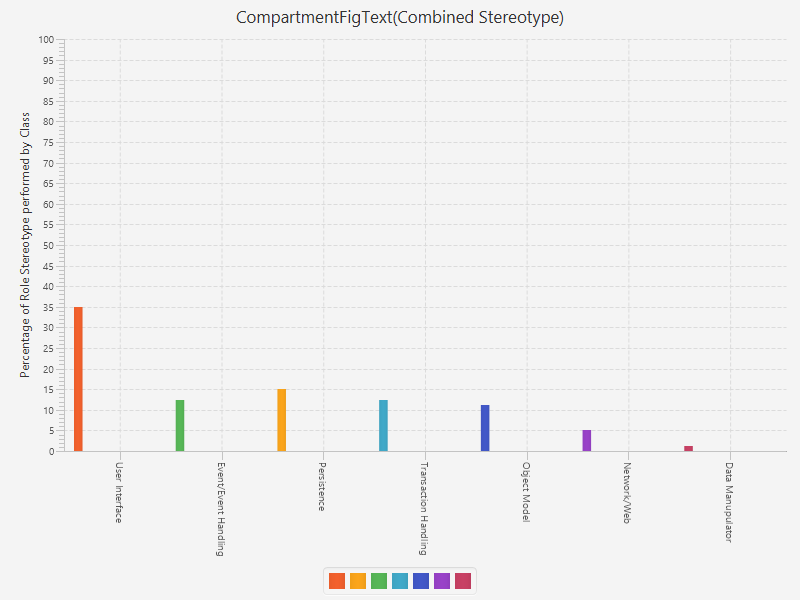 CompartmentFigText(Combined Stereotype)
Percentage of Role Stereotype performed by Class
100
95
90
85
80
75
70
65
60
55
50
45
40
35
30
25
20
15
10
5
0
User Interface
Event/Event Handling
Persistence
Transaction Handling
Object Model
Network/Web
Data Manupulator